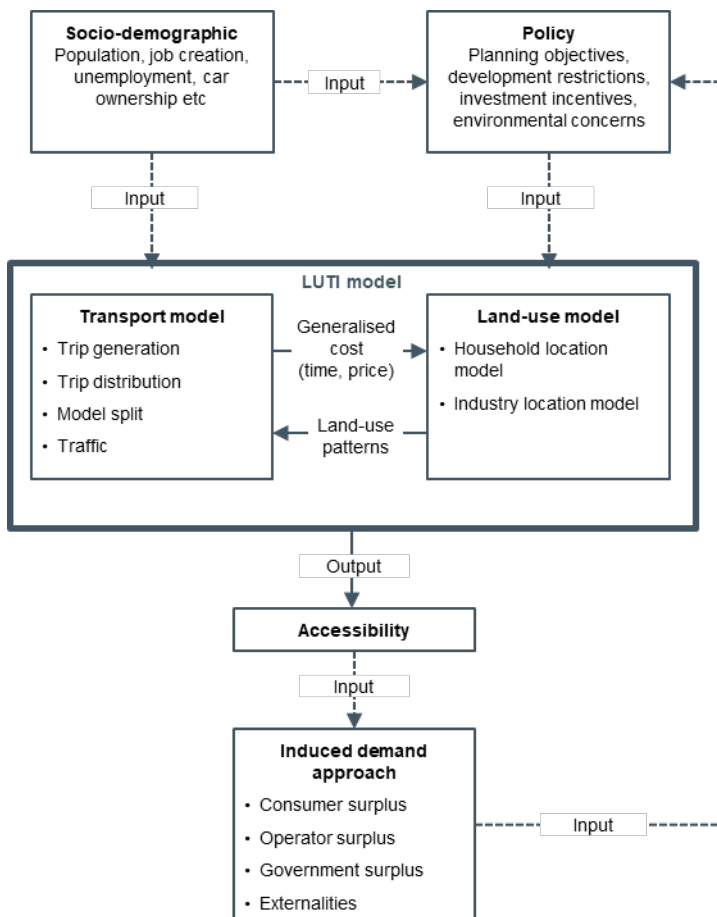 Socio-demographic
Population, job creation,
unemployment, car
ownership etc
Input
Policy
Planning objectives,
development restrictions,
investment incentives,
environmental concerns
Input
Input
LUTI model
Transport model
• Trip generation
• Trip distribution
• Model split
• Traffic
Generalised
cost
(time, price)
Land-use
patterns
Land-use model
• Household location
model
• Industry location model
Output
Accessibility
Input
Induced demand
approach
• Consumer surplus
• Operator surplus
• Government surplus
• Externalities
Input